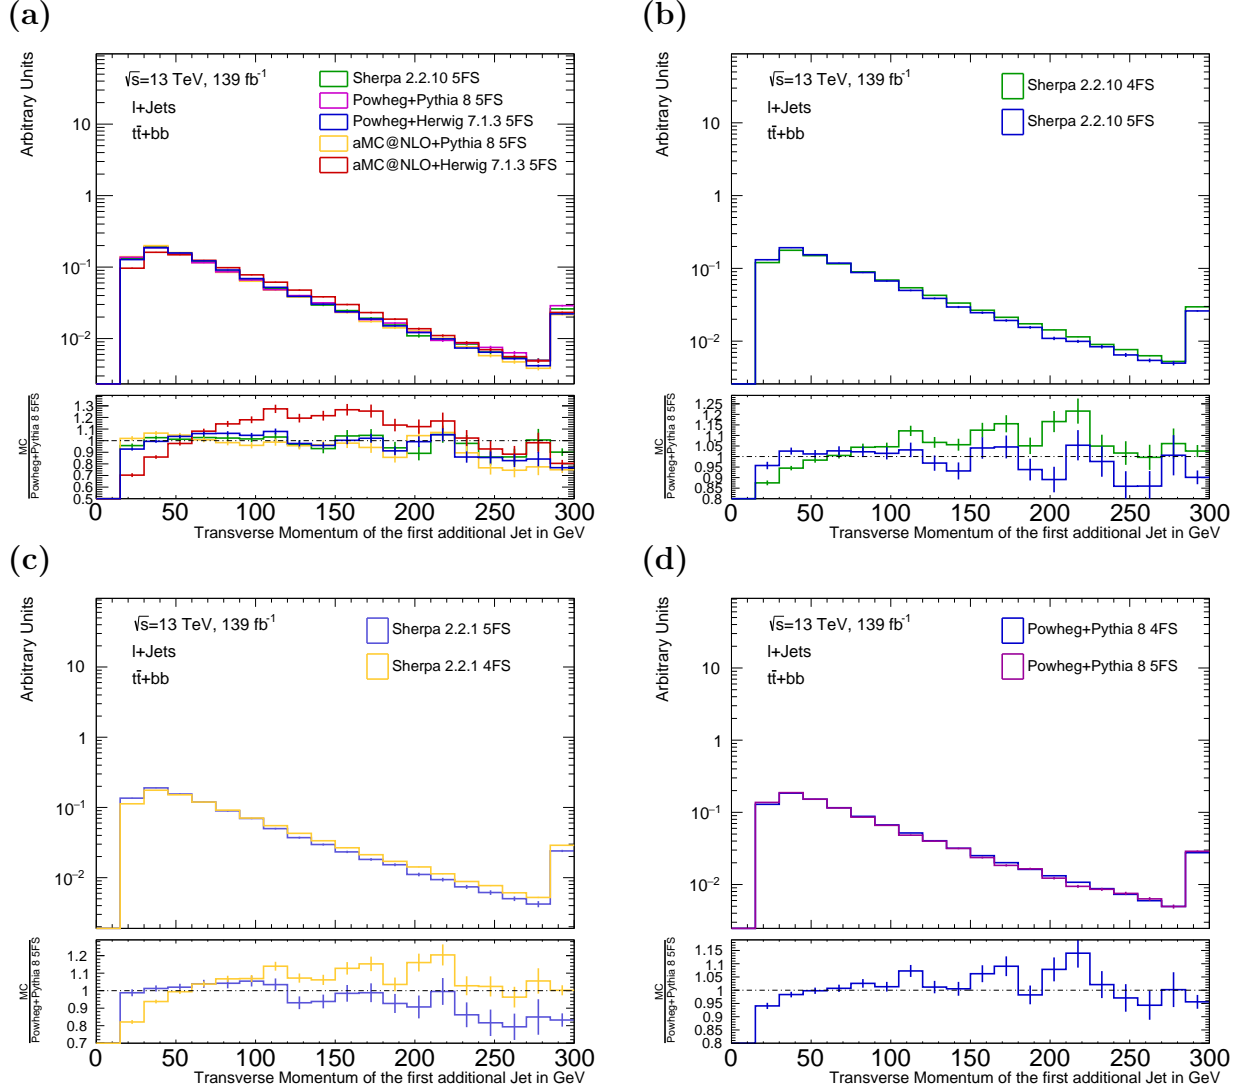 (a)
Arbitrary Units
√s=13 TeV, 139 fb⁻¹
l+Jets
tt̄+bb
Sherpa 2.2.10 5FS
Powheg+Pythia 8 5FS
Powheg+Herwig 7.1.3 5FS
aMC@NLO+Pythia 8 5FS
aMC@NLO+Herwig 7.1.3 5FS
10
1
10⁻¹
10⁻²
MC
Powheg+Pythia 8 5FS
1.3
1.2
1.1
1
0.9
0.8
0.7
0.6
0.5
0 50 100 150 200 250 300
Transverse Momentum of the first additional Jet in GeV
(b)
Arbitrary Units
√s=13 TeV, 139 fb⁻¹
l+Jets
tt̄+bb
Sherpa 2.2.10 4FS
Sherpa 2.2.10 5FS
10
1
10⁻¹
10⁻²
MC
Powheg+Pythia 8 5FS
1.25
1.2
1.15
1.1
1.05
1
0.95
0.9
0.85
0.8
0 50 100 150 200 250 300
Transverse Momentum of the first additional Jet in GeV
(c)
Arbitrary Units
√s=13 TeV, 139 fb⁻¹
l+Jets
tt̄+bb
Sherpa 2.2.1 5FS
Sherpa 2.2.1 4FS
10
1
10⁻¹
10⁻²
MC
Powheg+Pythia 8 5FS
1.2
1.1
1
0.9
0.8
0.7
0 50 100 150 200 250 300
Transverse Momentum of the first additional Jet in GeV
(d)
Arbitrary Units
√s=13 TeV, 139 fb⁻¹
l+Jets
tt̄+bb
Powheg+Pythia 8 4FS
Powheg+Pythia 8 5FS
10
1
10⁻¹
10⁻²
MC
Powheg+Pythia 8 5FS
1.15
1.1
1.05
1
0.95
0.9
0.85
0.8
0 50 100 150 200 250 300
Transverse Momentum of the first additional Jet in GeV